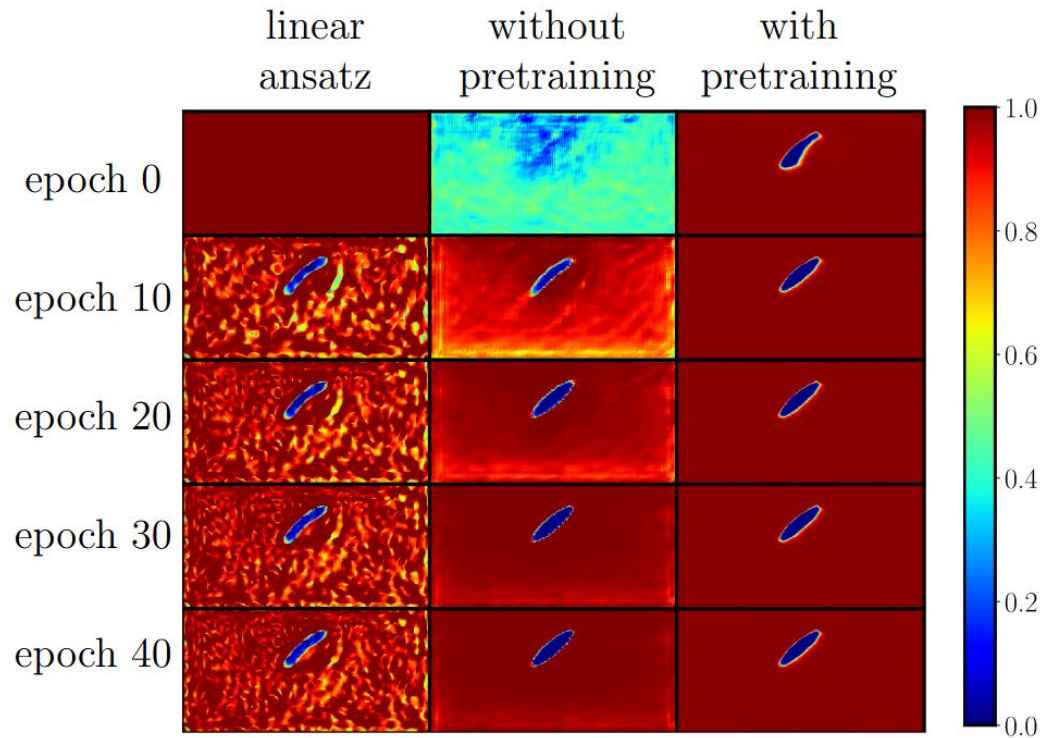 linear
ansatz
without
pretraining
with
pretraining
epoch 0
epoch 10
epoch 20
epoch 30
epoch 40
1.0
0.8
0.6
0.4
0.2
0.0